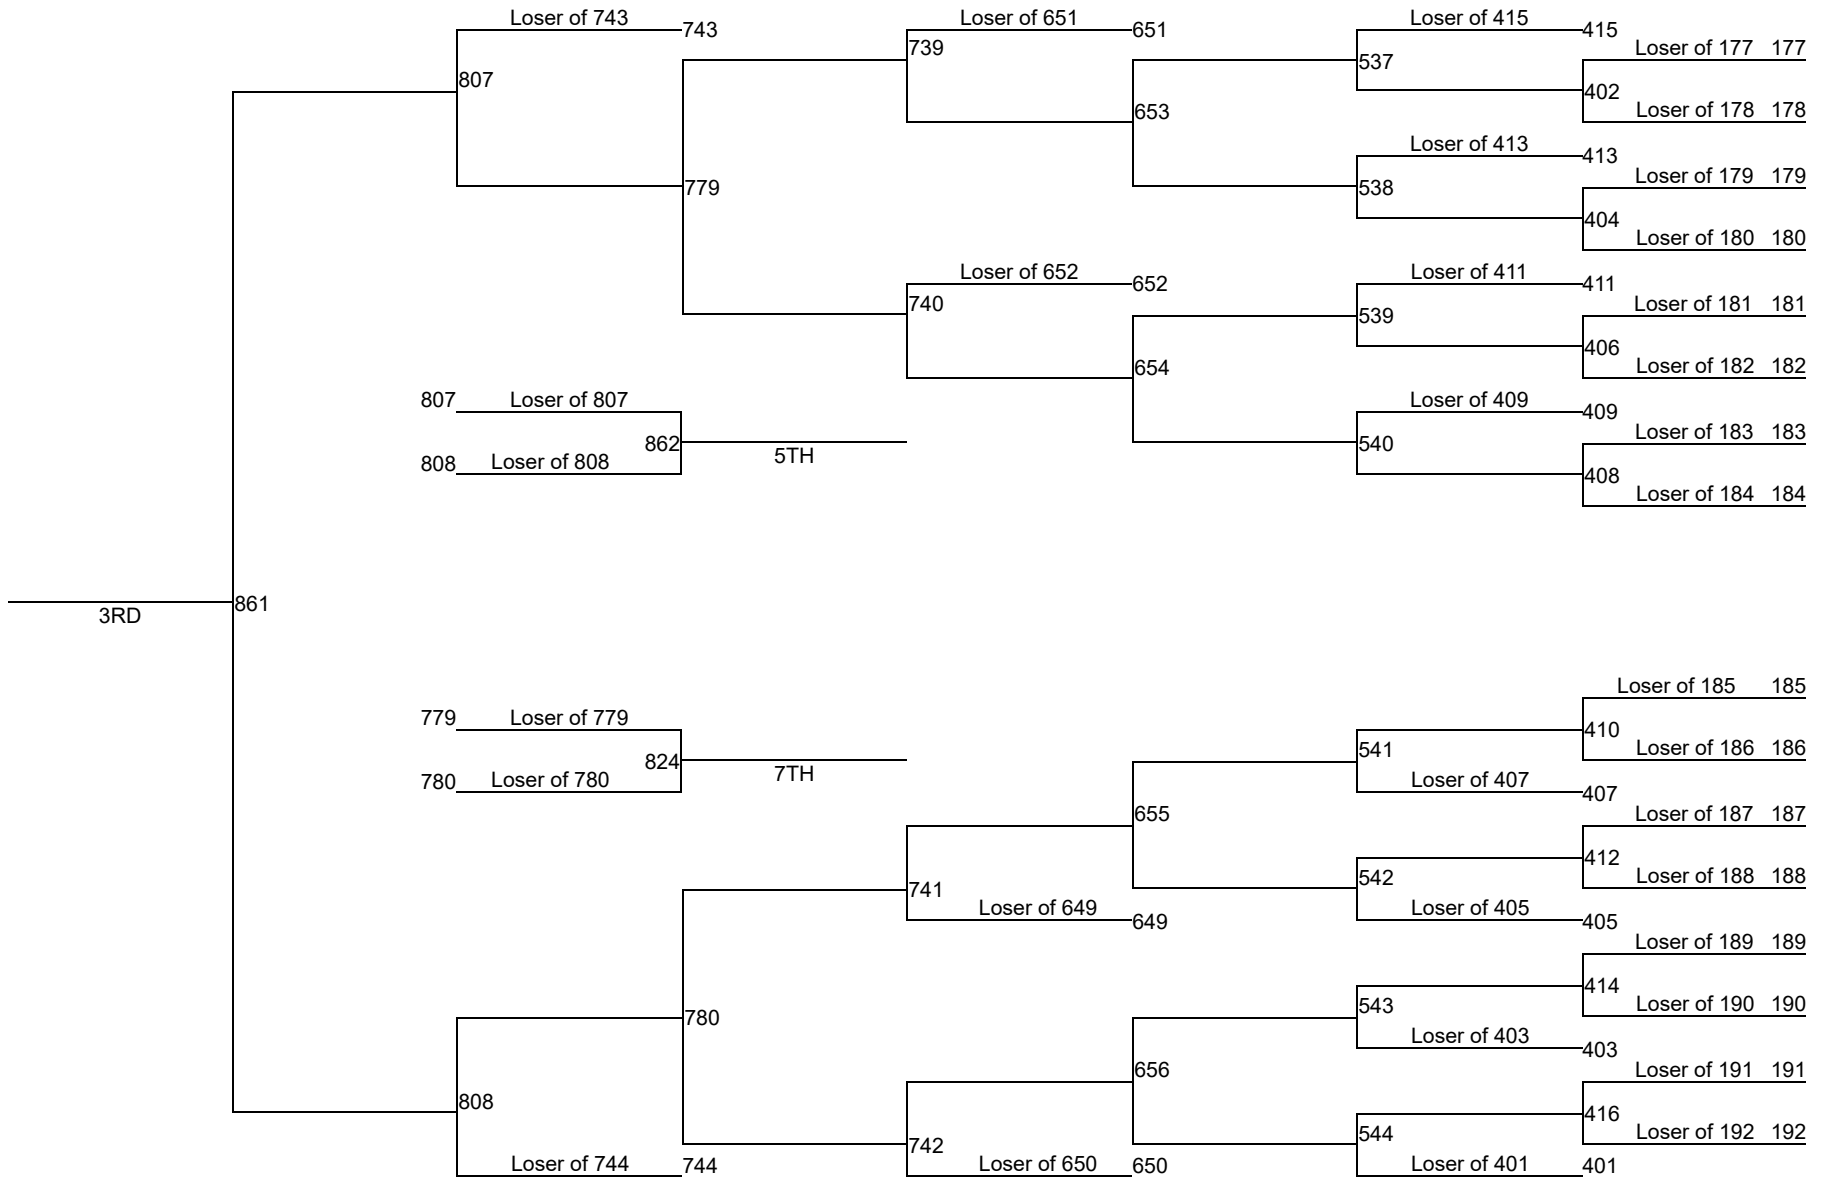 Loser of 743 743 Loser of 651 651 Loser of 415 415
739 Loser of 177 177
537
807 402
653 Loser of 178 178
Loser of 413 413
Loser of 179 179
779 538
404
Loser of 180 180
Loser of 652 652 Loser of 411 411
740 Loser of 181 181
539
406
654 Loser of 182 182
807 Loser of 807 Loser of 409 409
Loser of 183 183
862 540
5TH
808 Loser of 808
408
Loser of 184 184
861
3RD
Loser of 185 185
779 Loser of 779
410
541 Loser of 186 186
824
7TH
780 Loser of 780 Loser of 407 407
655 Loser of 187 187
412
542 Loser of 188 188
741
Loser of 649 649 Loser of 405 405
Loser of 189 189
414
543 Loser of 190 190
780
Loser of 403 403
656 Loser of 191 191
808
416
544 Loser of 192 192
742
Loser of 744 744 Loser of 650 650 Loser of 401 401